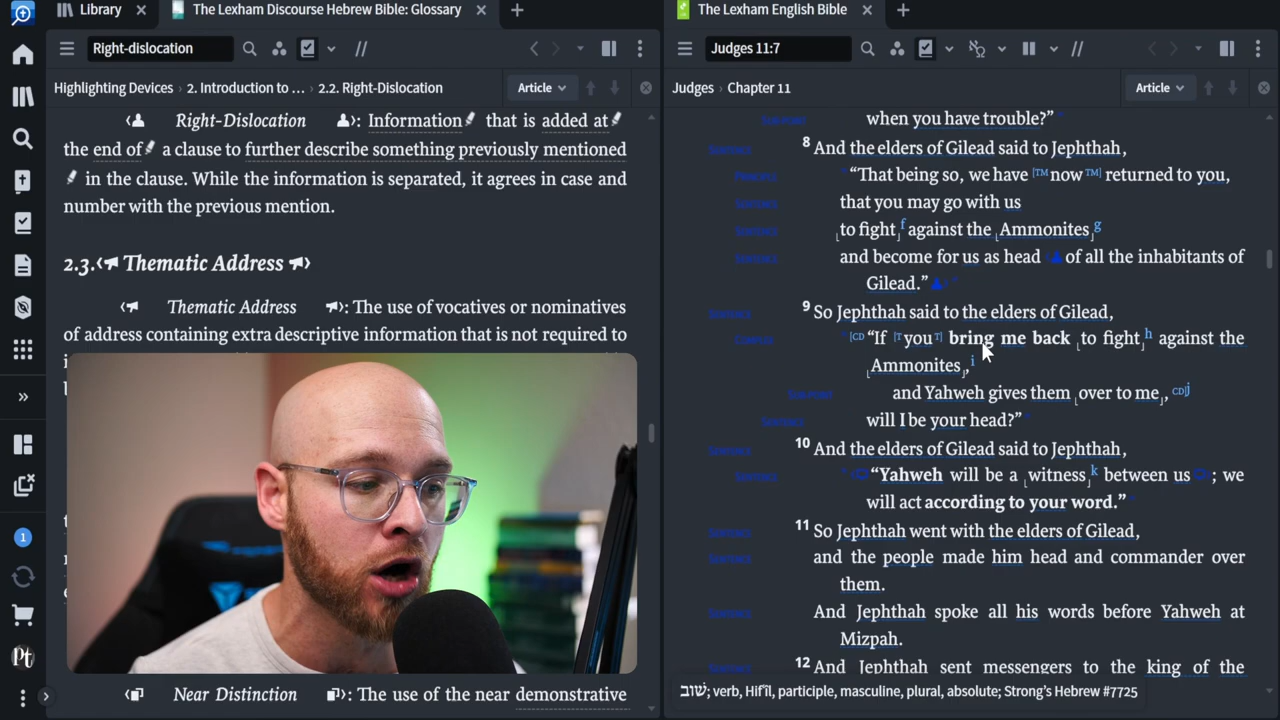 Library
The Lexham Discourse Hebrew Bible: Glossary
The Lexham English Bible
Right-dislocation
Judges 11:7
Highlighting Devices › 2. Introduction to ... › 2.2. Right-Dislocation
Article
Judges › Chapter 11
Article
Right-Dislocation : Information that is added at
the end of a clause to further describe something previously mentioned
in the clause. While the information is separated, it agrees in case and
number with the previous mention.
2.3. Thematic Address
Thematic Address : The use of vocatives or nominatives
of address containing extra descriptive information that is not required to
Near Distinction : The use of the near demonstrative
when you have trouble?”
8 And the elders of Gilead said to Jephthah,
“That being so, we have [TM now TM] returned to you,
that you may go with us
⌞to fight⌟ f against the ⌞Ammonites⌟ g
and become for us as head of all the inhabitants of
Gilead.”
9 So Jephthah said to the elders of Gilead,
[CD “If [T you T] bring me back ⌞to fight⌟ h against the
⌞Ammonites⌟, i
and Yahweh gives them ⌞over to me⌟, CD] j
will I be your head?”
10 And the elders of Gilead said to Jephthah,
“Yahweh will be a ⌞witness⌟ k between us ; we
will act according to your word.”
11 So Jephthah went with the elders of Gilead,
and the people made him head and commander over
them.
And Jephthah spoke all his words before Yahweh at
Mizpah.
12 And Jephthah sent messengers to the king of the
שׁוב; verb, Hifʿîl, participle, masculine, plural, absolute; Strong’s Hebrew #7725
1
Pt